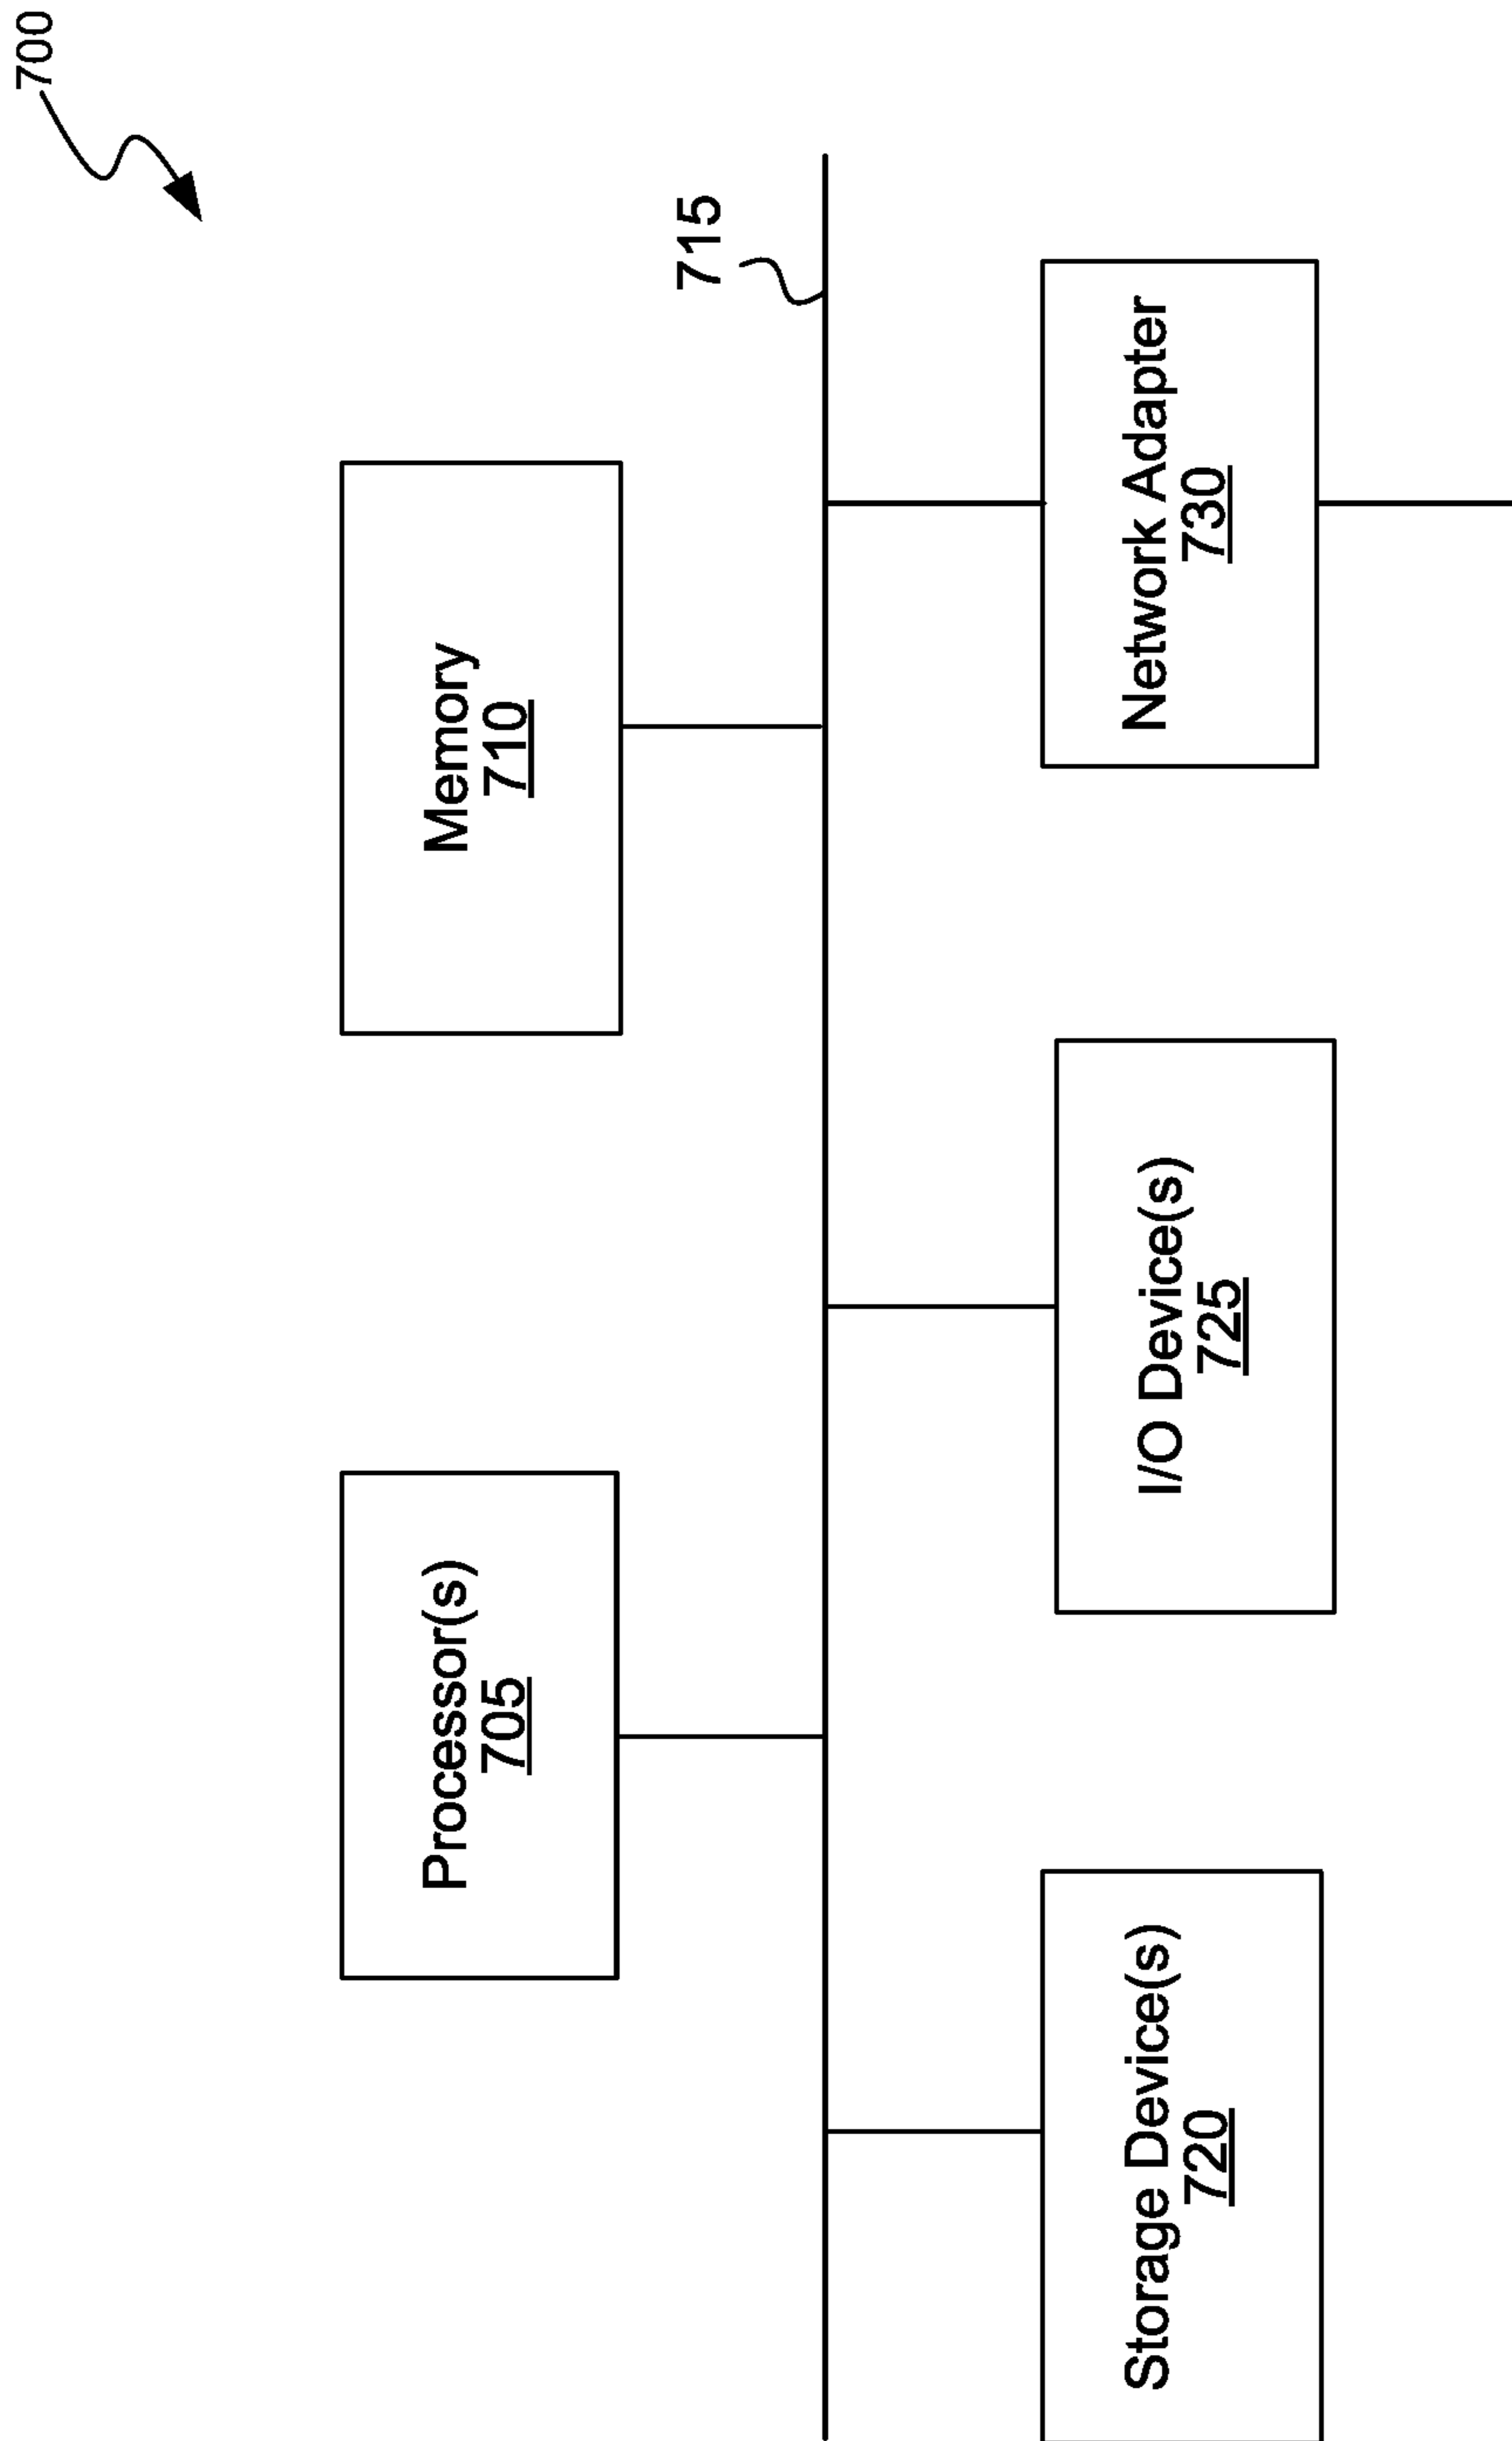 700
Processor(s)
705
Memory
710
715
Storage Device(s)
720
I/O Device(s)
725
Network Adapter
730